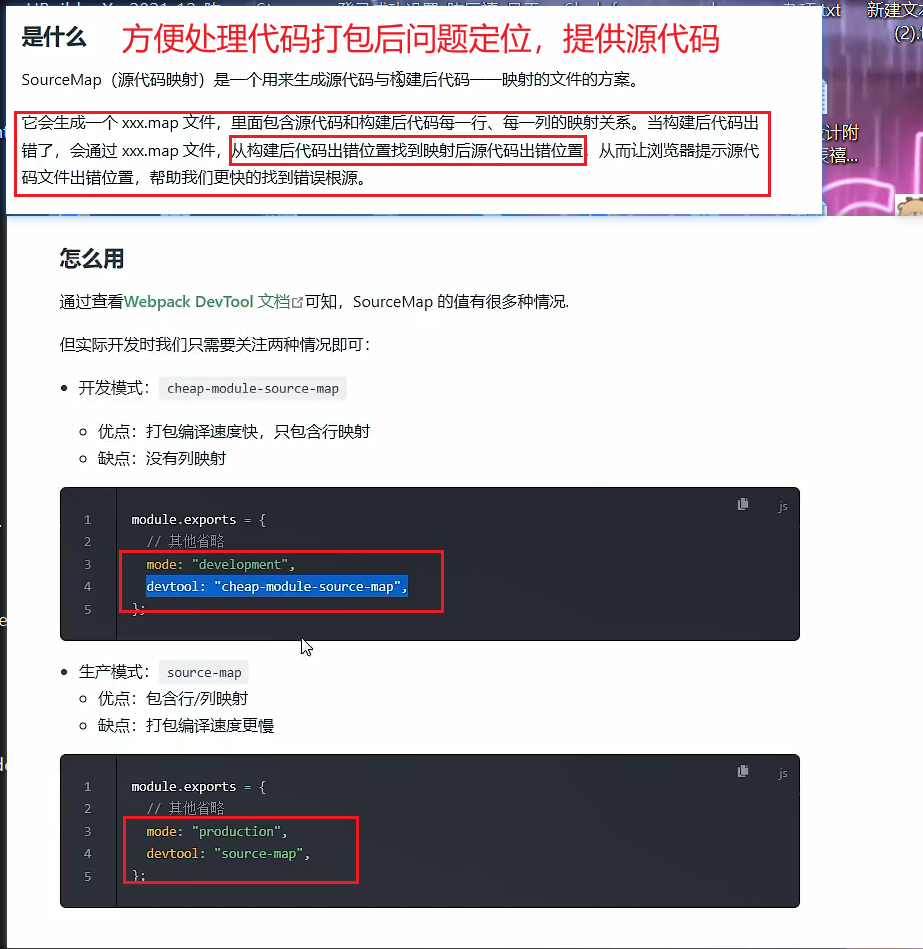 新建文本
(2).t
是什么
方便处理代码打包后问题定位，提供源代码
SourceMap（源代码映射）是一个用来生成源代码与构建后代码一一映射的文件的方案。
它会生成一个 xxx.map 文件，里面包含源代码和构建后代码每一行、每一列的映射关系。当构建后代码出
错了，会通过 xxx.map 文件，从构建后代码出错位置找到映射后源代码出错位置，从而让浏览器提示源代
码文件出错位置，帮助我们更快的找到错误根源。
怎么用
通过查看Webpack DevTool 文档可知，SourceMap 的值有很多种情况.
但实际开发时我们只需要关注两种情况即可：
• 开发模式：cheap-module-source-map
◦ 优点：打包编译速度快，只包含行映射
◦ 缺点：没有列映射
js
1 module.exports = {
2 // 其他省略
3 mode: "development",
4 devtool: "cheap-module-source-map",
5 };
• 生产模式：source-map
◦ 优点：包含行/列映射
◦ 缺点：打包编译速度更慢
js
1 module.exports = {
2 // 其他省略
3 mode: "production",
4 devtool: "source-map",
5 };